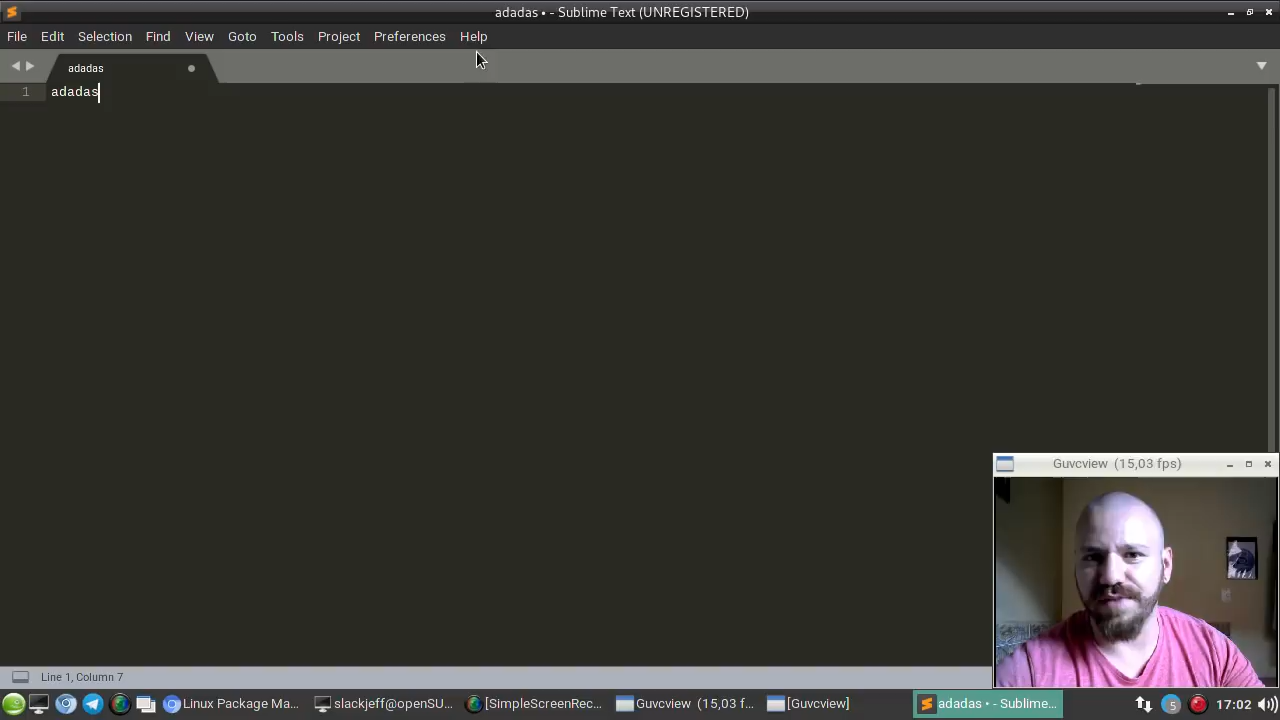 adadas • - Sublime Text (UNREGISTERED)
File Edit Selection Find View Goto Tools Project Preferences Help
adadas
1 adadas
Guvcview (15,03 fps)
Line 1, Column 7
Linux Package Ma... slackjeff@openSU... [SimpleScreenRec... Guvcview (15,03 f... [Guvcview] adadas • - Sublime... 5 17:02